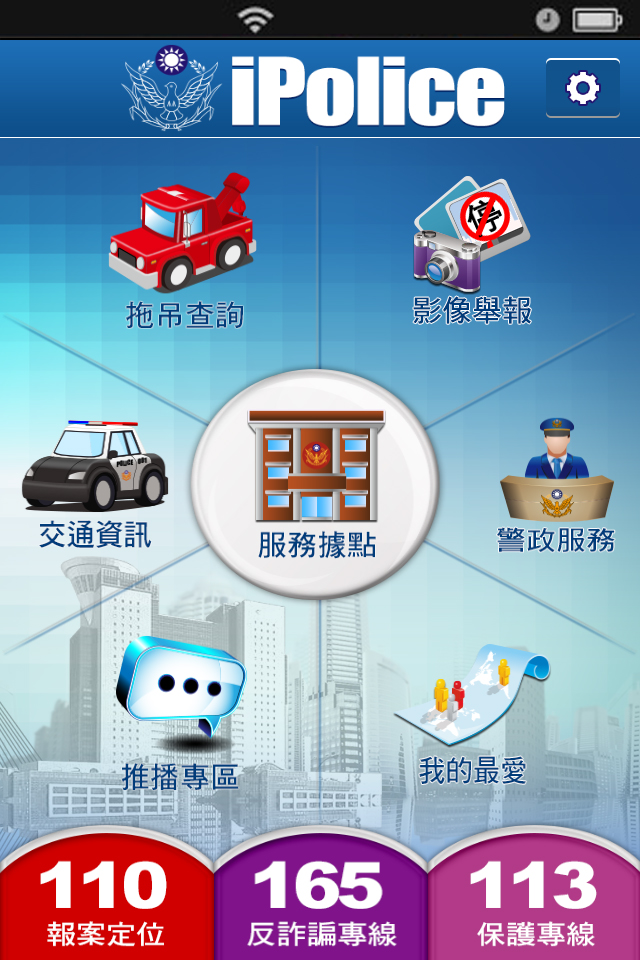 iPolice
停
拖吊查詢
影像舉報
POLICE
交通資訊
服務據點
警政服務
推播專區
我的最愛
110
報案定位
165
反詐諞專線
113
保護專線